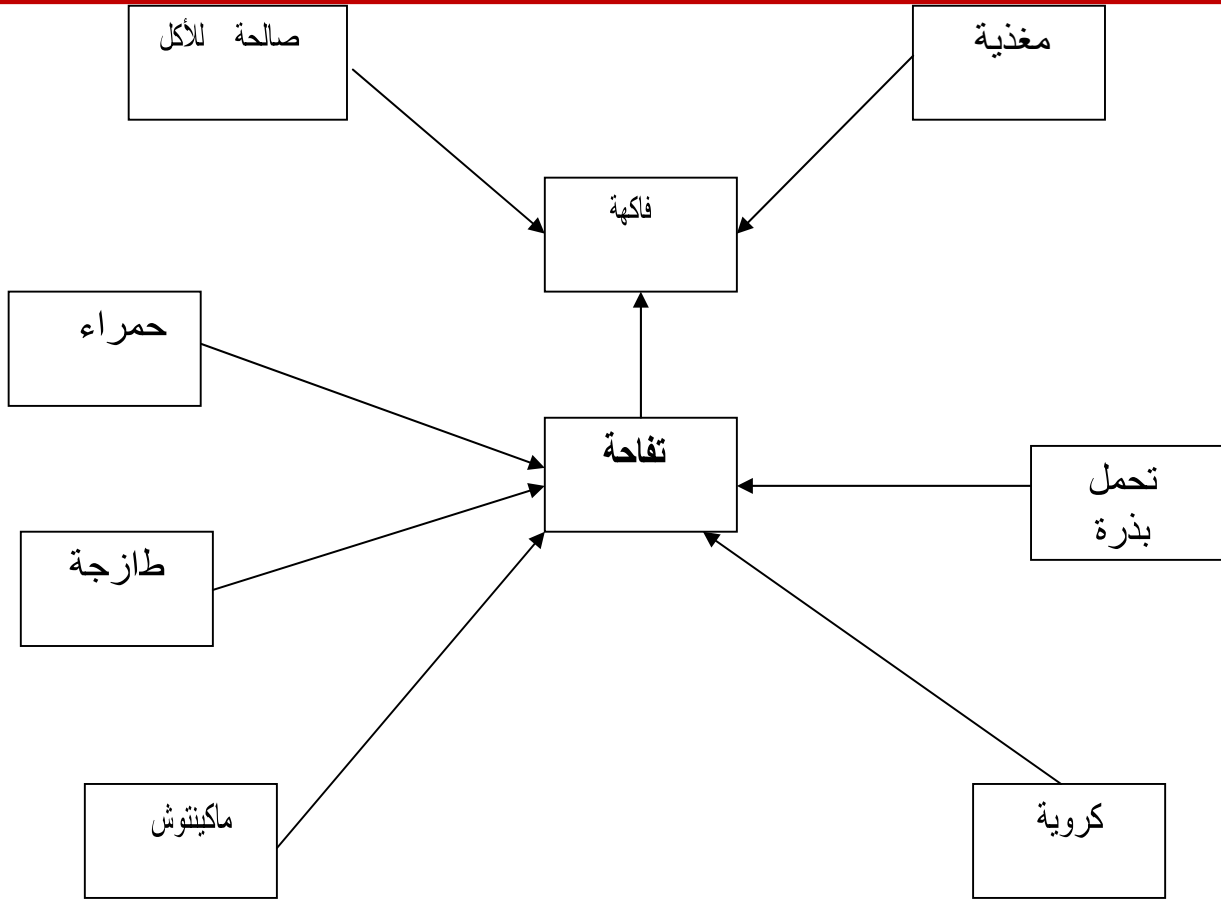 مغذية
صالحة للأكل
فاكهة
حمراء
تفاحة
تحمل
بذرة
طازجة
كروية
ماكينتوش